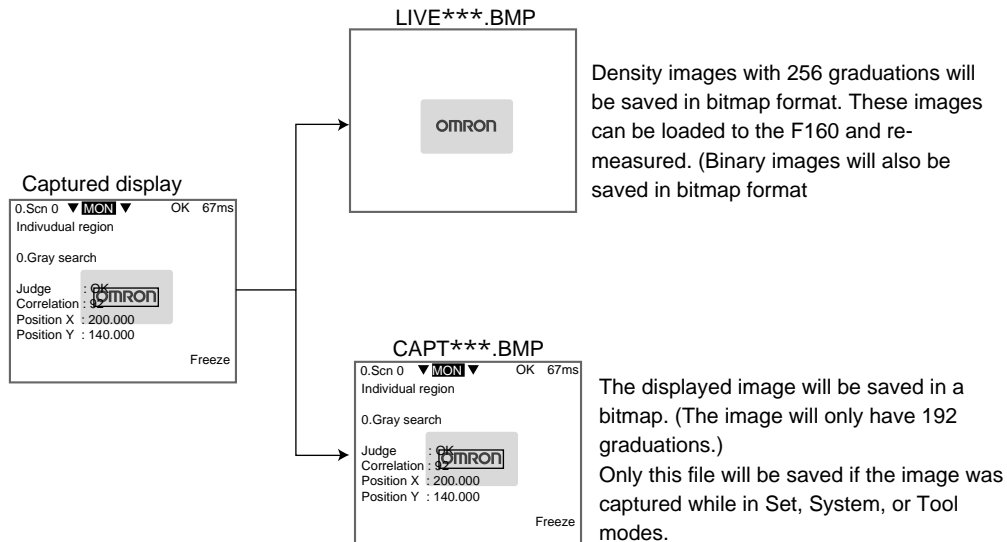 LIVE***.BMP
OMRON
Density images with 256 graduations will
be saved in bitmap format. These images
can be loaded to the F160 and re-
measured. (Binary images will also be
saved in bitmap format
Captured display
0.Scn 0 ▼ MON ▼ OK 67ms
Indivudual region
0.Gray search
Judge : OK
OMRON
Correlation : 92
Position X : 200.000
Position Y : 140.000
Freeze
CAPT***.BMP
0.Scn 0 ▼ MON ▼ OK 67ms
Individual region
0.Gray search
Judge : OK
OMRON
Correlation : 92
Position X : 200.000
Position Y : 140.000
Freeze
The displayed image will be saved in a
bitmap. (The image will only have 192
graduations.)
Only this file will be saved if the image was
captured while in Set, System, or Tool
modes.